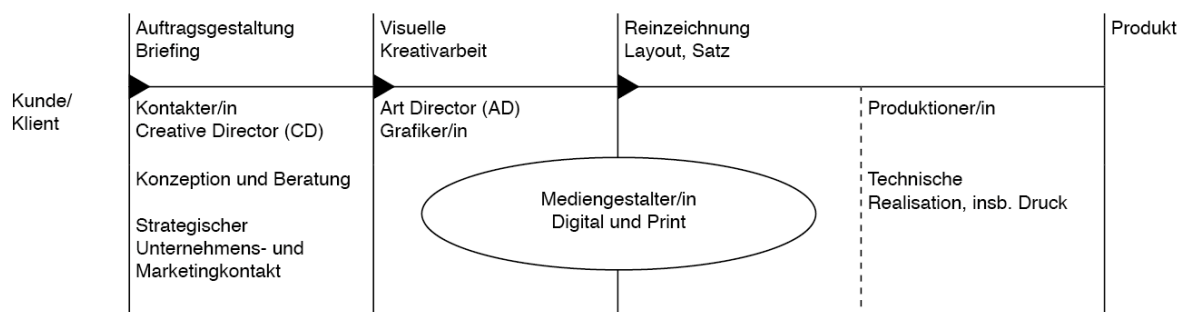 Kunde/
Klient
Auftragsgestaltung
Briefing
Kontakter/in
Creative Director (CD)
Konzeption und Beratung
Strategischer
Unternehmens- und
Marketingkontakt
Visuelle
Kreativarbeit
Art Director (AD)
Grafiker/in
Mediengestalter/in
Digital und Print
Reinzeichnung
Layout, Satz
Produktioner/in
Technische
Realisation, insb. Druck
Produkt